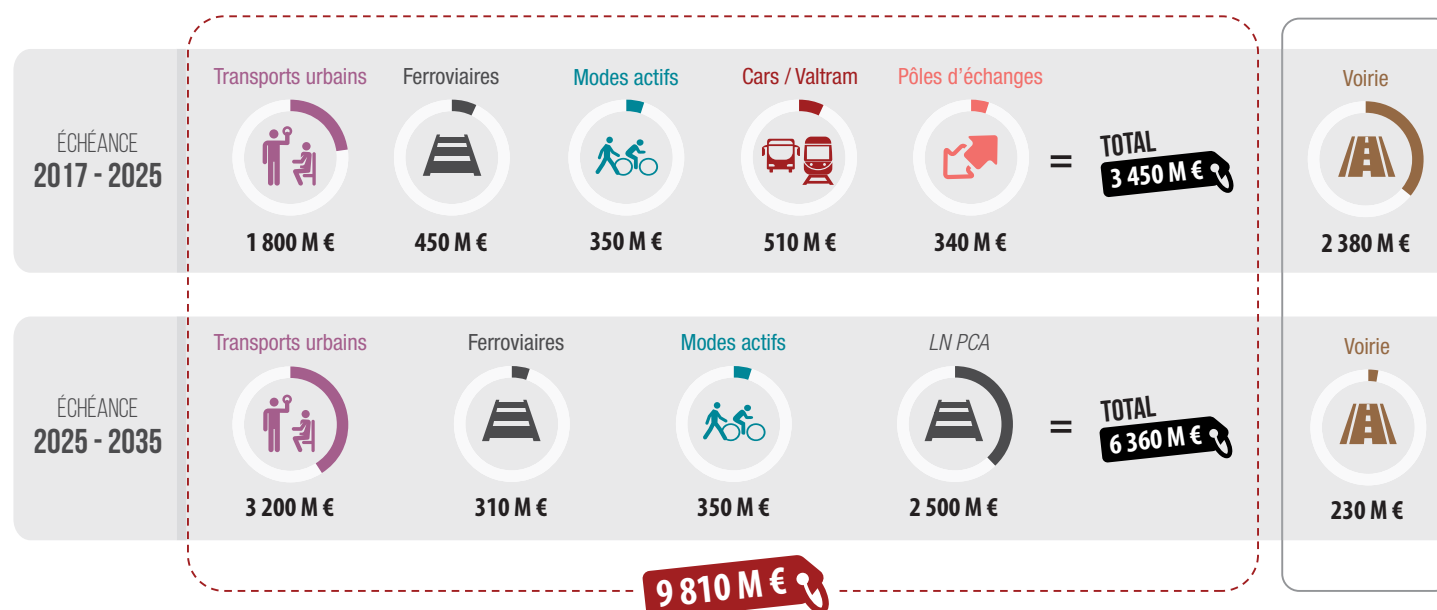 Transports urbains
Ferroviaires
Modes actifs
Cars / Valtram
Pôles d'échanges
Voirie
ÉCHÉANCE
2017 - 2025
=
TOTAL
3 450 M €
1 800 M €
450 M €
350 M €
510 M €
340 M €
2 380 M €
Transports urbains
Ferroviaires
Modes actifs
LN PCA
Voirie
ÉCHÉANCE
2025 - 2035
=
TOTAL
6 360 M €
3 200 M €
310 M €
350 M €
2 500 M €
230 M €
9 810 M €